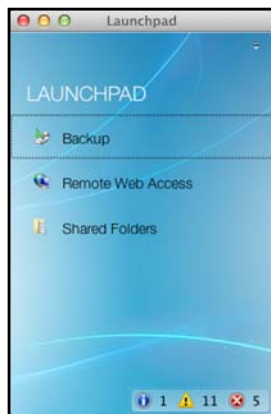 Launchpad
LAUNCHPAD
Backup
Remote Web Access
Shared Folders
1 11 5